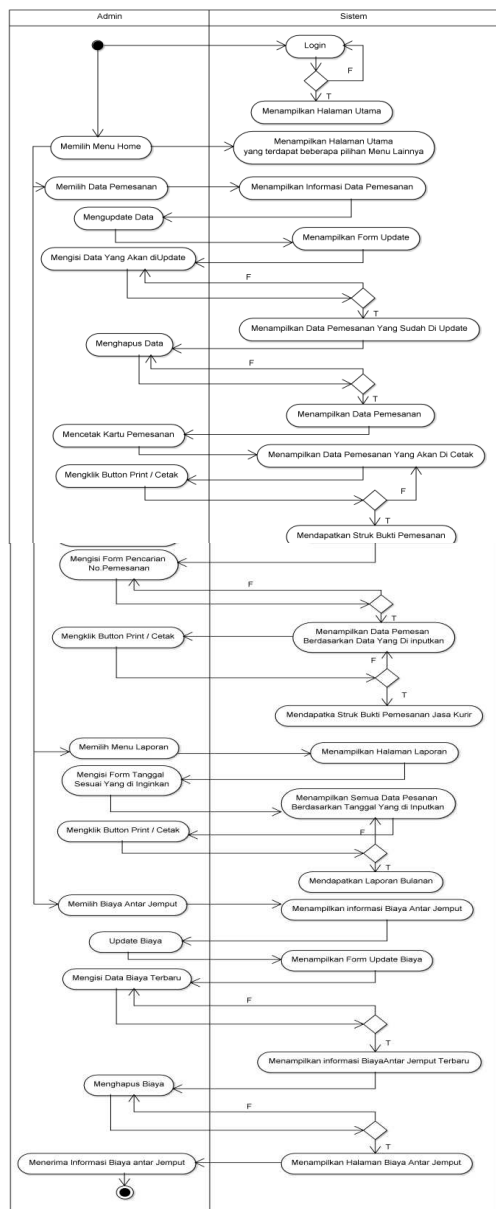 Admin
Sistem
Login
F
T
Menampilkan Halaman Utama
Memilih Menu Home
Menampilkan Halaman Utama
yang terdapat beberapa pilihan Menu Lainnya
Memilih Data Pemesanan
Menampilkan Informasi Data Pemesanan
Mengupdate Data
Menampilkan Form Update
Mengisi Data Yang Akan diUpdate
F
T
Menampilkan Data Pemesanan Yang Sudah Di Update
Menghapus Data
F
T
Menampilkan Data Pemesanan
Mencetak Kartu Pemesanan
Menampilkan Data Pemesanan Yang Akan Di Cetak
Mengklik Button Print / Cetak
F
T
Mendapatkan Struk Bukti Pemesanan
Mengisi Form Pencarian
No.Pemesanan
F
T
Menampilkan Data Pemesan
Berdasarkan Data Yang Di inputkan
Mengklik Button Print / Cetak
F
T
Mendapatka Struk Bukti Pemesanan Jasa Kurir
Memilih Menu Laporan
Menampilkan Halaman Laporan
Mengisi Form Tanggal
Sesuai Yang di Inginkan
Menampilkan Semua Data Pesanan
Berdasarkan Tanggal Yang di Inputkan
Mengklik Button Print / Cetak
F
T
Mendapatkan Laporan Bulanan
Memilih Biaya Antar Jemput
Menampilkan informasi Biaya Antar Jemput
Update Biaya
Menampilkan Form Update Biaya
Mengisi Data Biaya Terbaru
F
T
Menampilkan informasi BiayaAntar Jemput Terbaru
Menghapus Biaya
F
T
Menerima Informasi Biaya antar Jemput
Menampilkan Halaman Biaya Antar Jemput